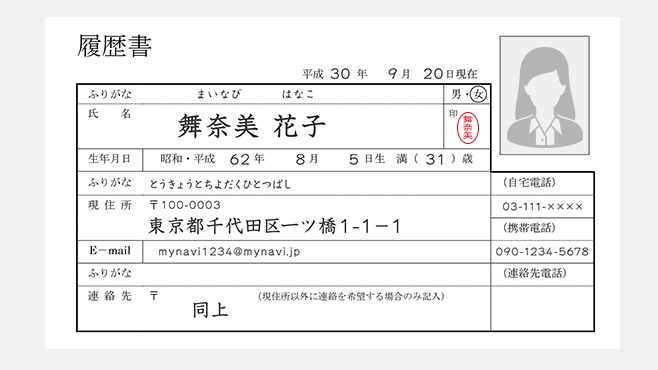 履歴書
平成 30 年 9 月 20 日現在
ふりがな まいなび はなこ 男・女
氏 名 舞奈美 花子 印 舞奈美
生年月日 昭和・平成 62 年 8 月 5 日生 満( 31 )歳
ふりがな とうきょうとちよだくひとつばし (自宅電話)
現住所 〒100-0003 03-111-××××
東京都千代田区一ツ橋1-1-1 (携帯電話)
E-mail mynavi1234@mynavi.jp 090-1234-5678
ふりがな (連絡先電話)
連絡先 〒 (現住所以外に連絡を希望する場合のみ記入)
同上